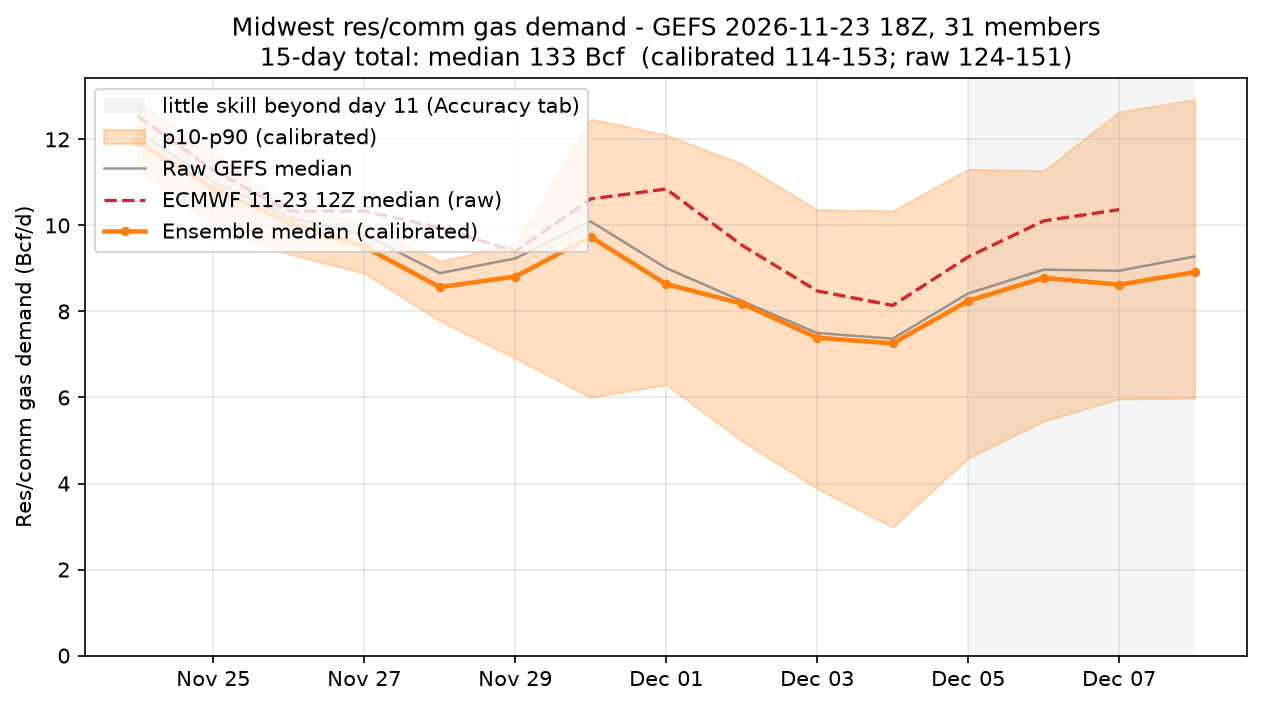 Midwest res/comm gas demand - GEFS 2026-11-23 18Z, 31 members
15-day total: median 133 Bcf  (calibrated 114-153; raw 124-151)
little skill beyond day 11 (Accuracy tab)
p10-p90 (calibrated)
Raw GEFS median
ECMWF 11-23 12Z median (raw)
Ensemble median (calibrated)
Res/comm gas demand (Bcf/d)
12
10
8
6
4
2
0
Nov 25
Nov 27
Nov 29
Dec 01
Dec 03
Dec 05
Dec 07